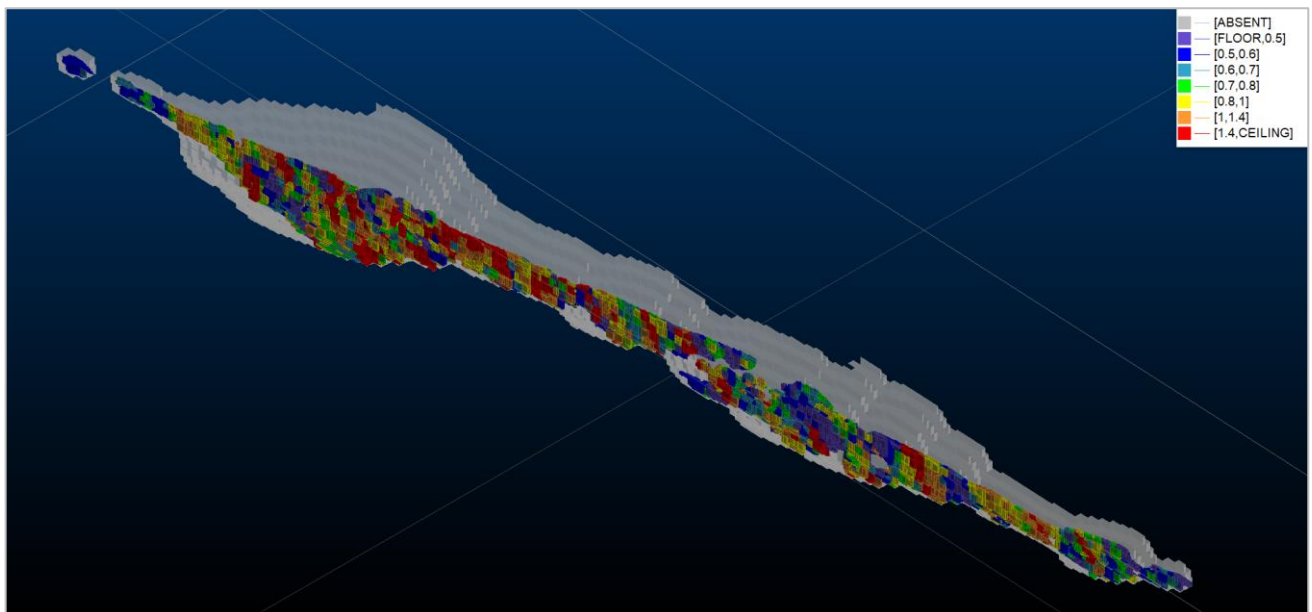 [ABSENT]
[FLOOR,0.5]
[0.5,0.6]
[0.6,0.7]
[0.7,0.8]
[0.8,1]
[1,1.4]
[1.4,CEILING]